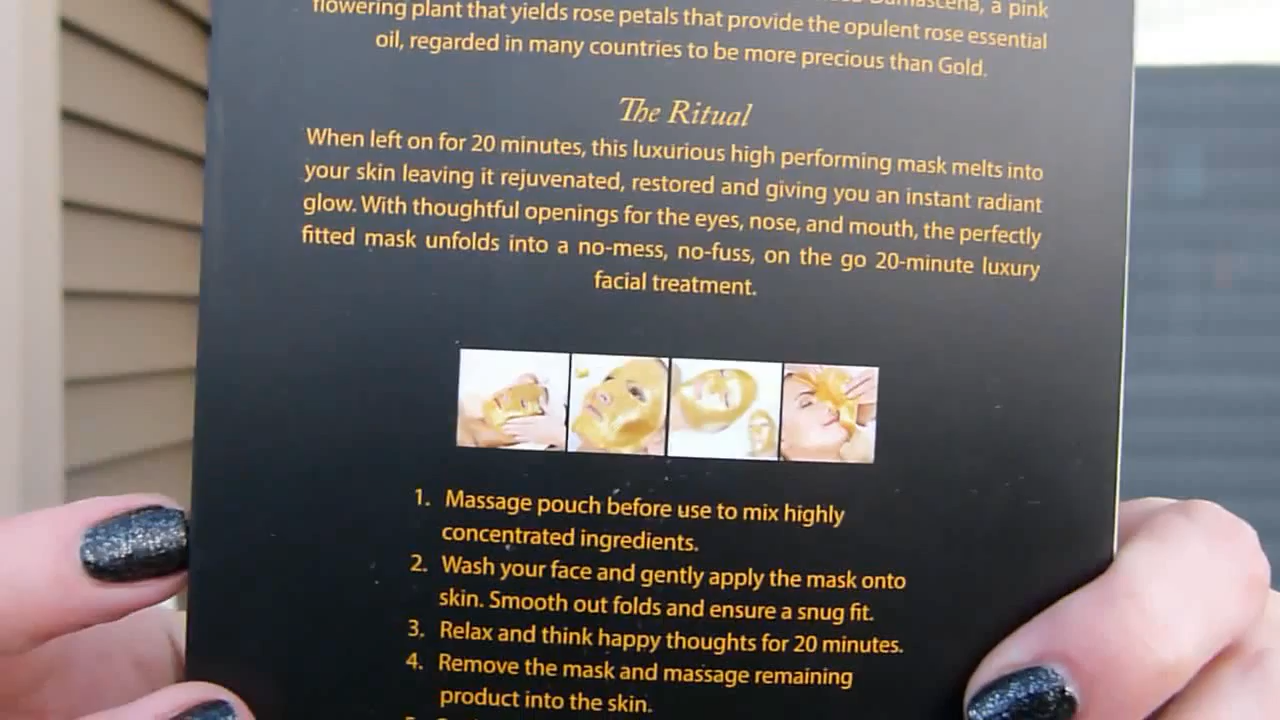 Damascena, a pink
flowering plant that yields rose petals that provide the opulent rose essential
oil, regarded in many countries to be more precious than Gold.
The Ritual
When left on for 20 minutes, this luxurious high performing mask melts into
your skin leaving it rejuvenated, restored and giving you an instant radiant
glow. With thoughtful openings for the eyes, nose, and mouth, the perfectly
fitted mask unfolds into a no-mess, no-fuss, on the go 20-minute luxury
facial treatment.
1. Massage pouch before use to mix highly
concentrated ingredients.
2. Wash your face and gently apply the mask onto
skin. Smooth out folds and ensure a snug fit.
3. Relax and think happy thoughts for 20 minutes.
4. Remove the mask and massage remaining
product into the skin.